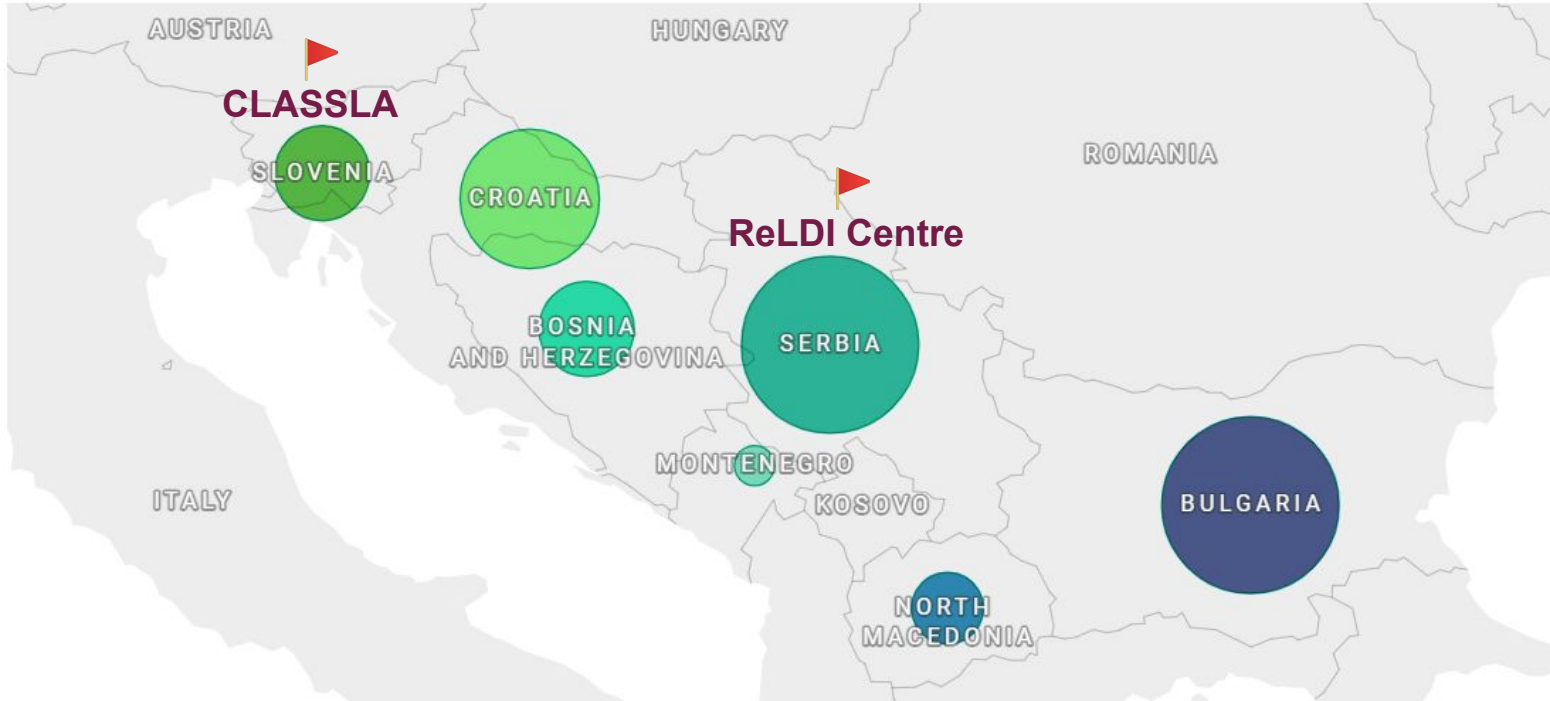 AUSTRIA
HUNGARY
CLASSLA
SLOVENIA
CROATIA
ROMANIA
ReLDI Centre
BOSNIA
AND HERZEGOVINA
SERBIA
MONTENEGRO
ITALY
KOSOVO
BULGARIA
NORTH
MACEDONIA